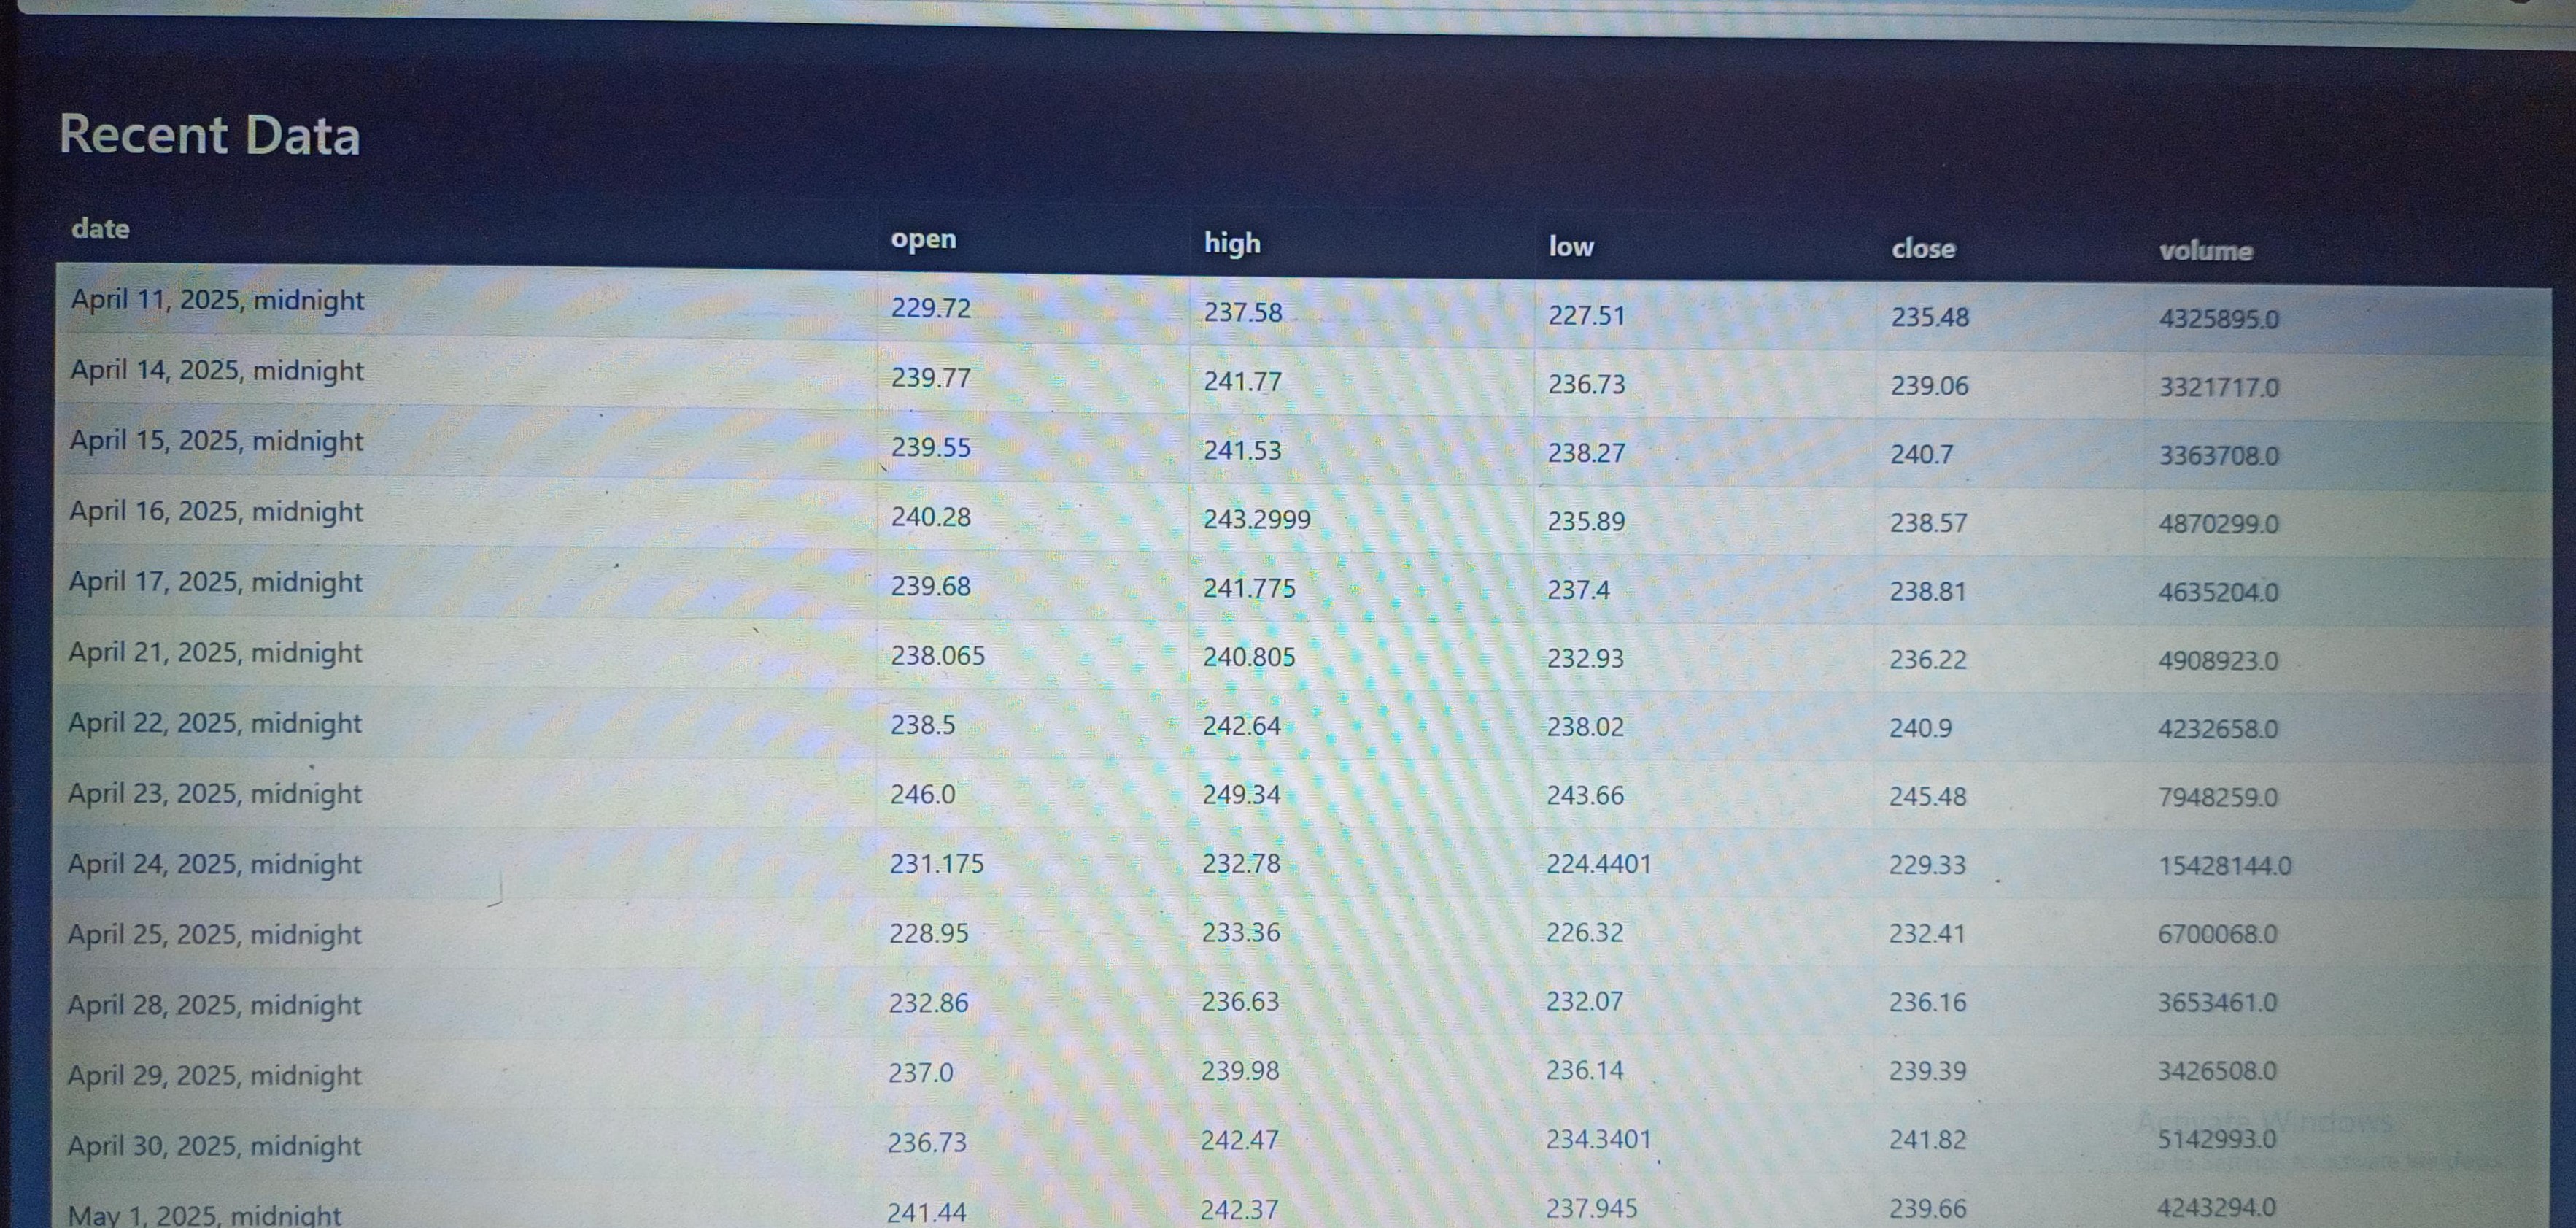 Recent Data
date open high low close volume
April 11, 2025, midnight 229.72 237.58 227.51 235.48 4325895.0
April 14, 2025, midnight 239.77 241.77 236.73 239.06 3321717.0
April 15, 2025, midnight 239.55 241.53 238.27 240.7 3363708.0
April 16, 2025, midnight 240.28 243.2999 235.89 238.57 4870299.0
April 17, 2025, midnight 239.68 241.775 237.4 238.81 4635204.0
April 21, 2025, midnight 238.065 240.805 232.93 236.22 4908923.0
April 22, 2025, midnight 238.5 242.64 238.02 240.9 4232658.0
April 23, 2025, midnight 246.0 249.34 243.66 245.48 7948259.0
April 24, 2025, midnight 231.175 232.78 224.4401 229.33 15428144.0
April 25, 2025, midnight 228.95 233.36 226.32 232.41 6700068.0
April 28, 2025, midnight 232.86 236.63 232.07 236.16 3653461.0
April 29, 2025, midnight 237.0 239.98 236.14 239.39 3426508.0
Activate Windows
April 30, 2025, midnight 236.73 242.47 234.3401 241.82 5142993.0
May 1, 2025, midnight 241.44 242.37 237.945 239.66 4243294.0